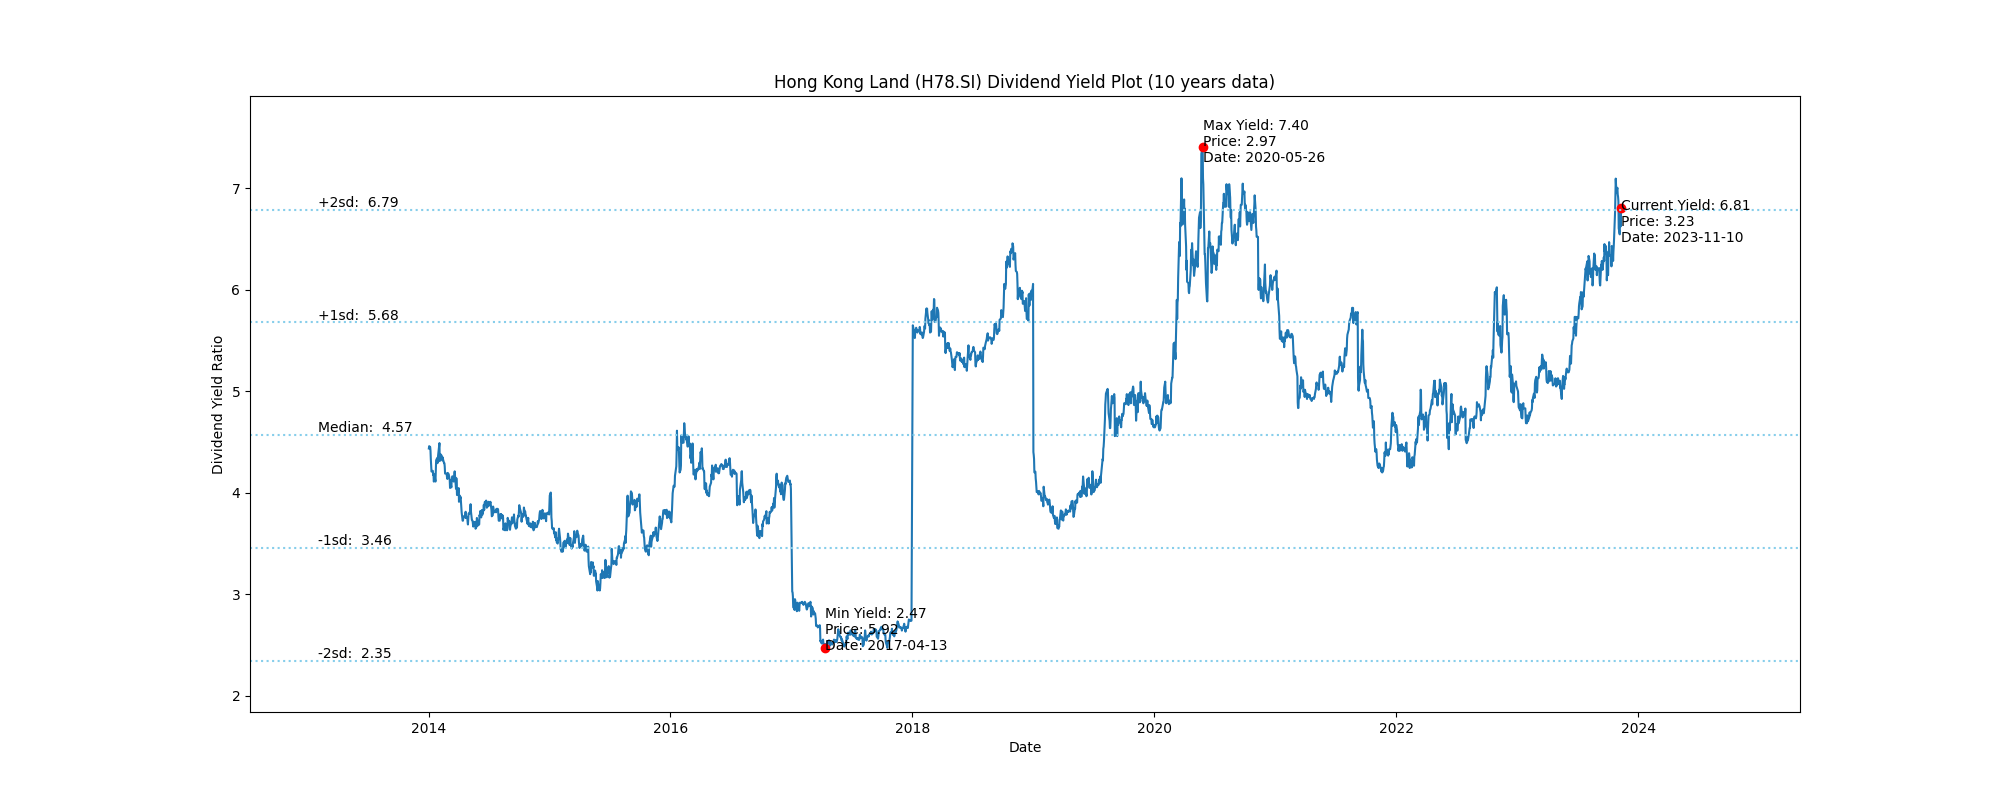 Hong Kong Land (H78.SI) Dividend Yield Plot (10 years data)
Max Yield: 7.40
Price: 2.97
Date: 2020-05-26
+2sd: 6.79
Current Yield: 6.81
Price: 3.23
Date: 2023-11-10
+1sd: 5.68
Median: 4.57
-1sd: 3.46
Min Yield: 2.47
Price: 5.92
Date: 2017-04-13
-2sd: 2.35
Dividend Yield Ratio
7
6
5
4
3
2
2014
2016
2018
2020
2022
2024
Date